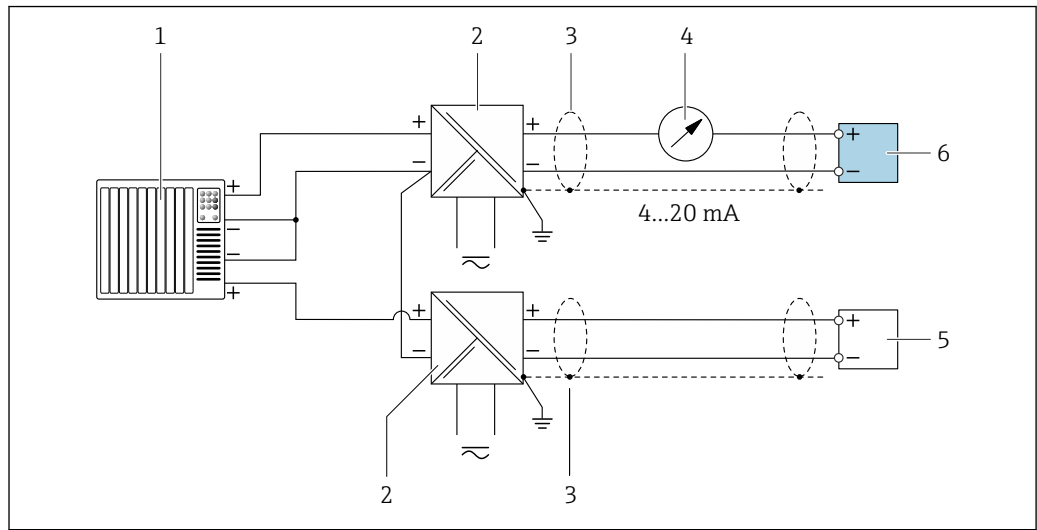 1 2 3 4
+ +
+ − − + 6
−
+
− 4...20 mA
−
+
+ + +
− − − 5
2 3